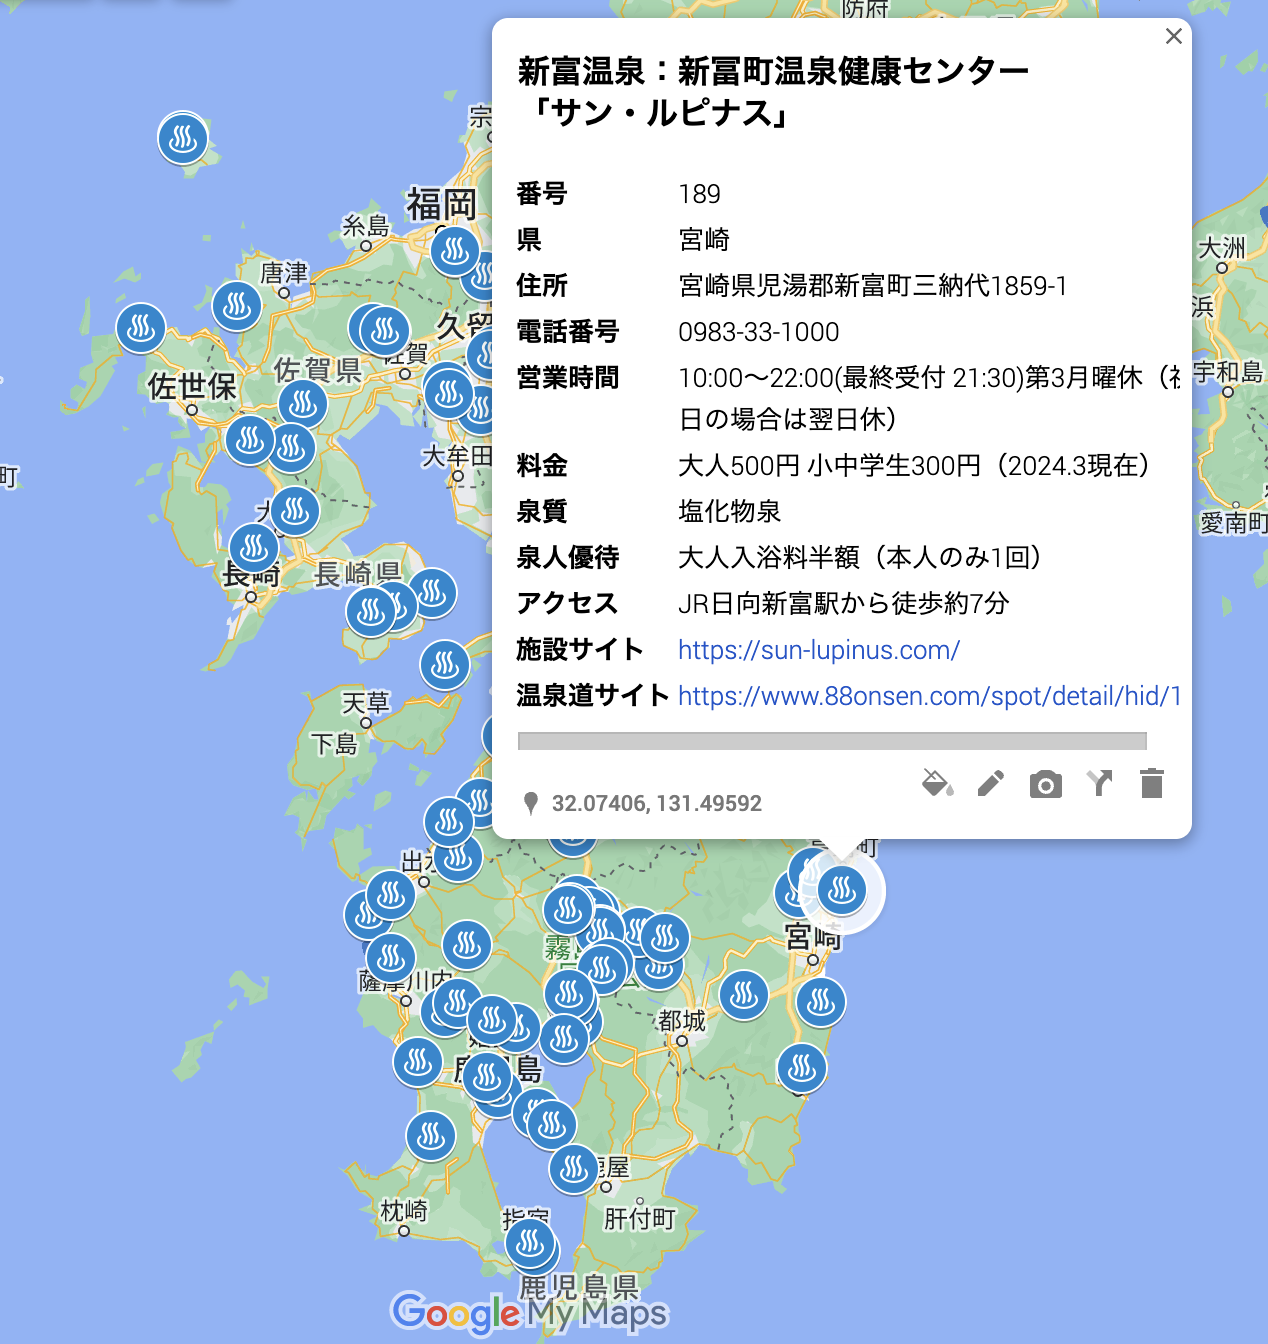 防府
新富温泉：新冨町温泉健康センター
「サン・ルピナス」
番号 189
県 宮崎
住所 宮崎県児湯郡新富町三納代1859-1
電話番号 0983-33-1000
営業時間 10:00〜22:00(最終受付 21:30)第3月曜休（祝
日の場合は翌日休）
料金 大人500円 小中学生300円（2024.3現在）
泉質 塩化物泉
泉人優待 大人入浴料半額（本人のみ1回）
アクセス JR日向新富駅から徒歩約7分
施設サイト https://sun-lupinus.com/
温泉道サイト https://www.88onsen.com/spot/detail/hid/1
32.07406, 131.49592
宗
福岡
糸島
唐津
久留
佐賀
佐賀県
佐世保
大牟田
町
大
長崎
長崎県
天草
下島
大洲
浜
宇和島
愛南町
出水
町
宮崎
霧
薩摩川内
都城
鹿児島
鹿屋
枕崎
指宿
肝付町
鹿児島県
Google My Maps